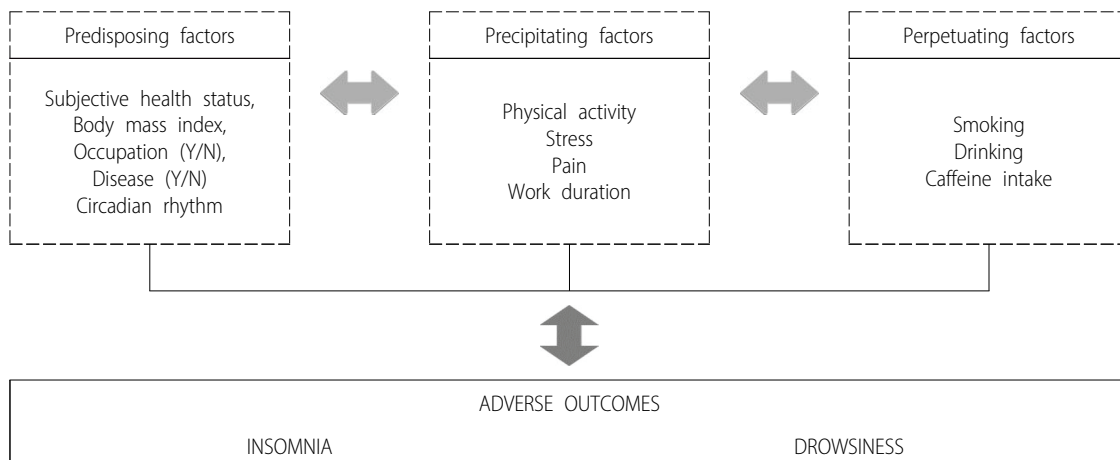 Predisposing factors
Subjective health status,
Body mass index,
Occupation (Y/N),
Disease (Y/N)
Circadian rhythm
Precipitating factors
Physical activity
Stress
Pain
Work duration
Perpetuating factors
Smoking
Drinking
Caffeine intake
ADVERSE OUTCOMES
INSOMNIA
DROWSINESS